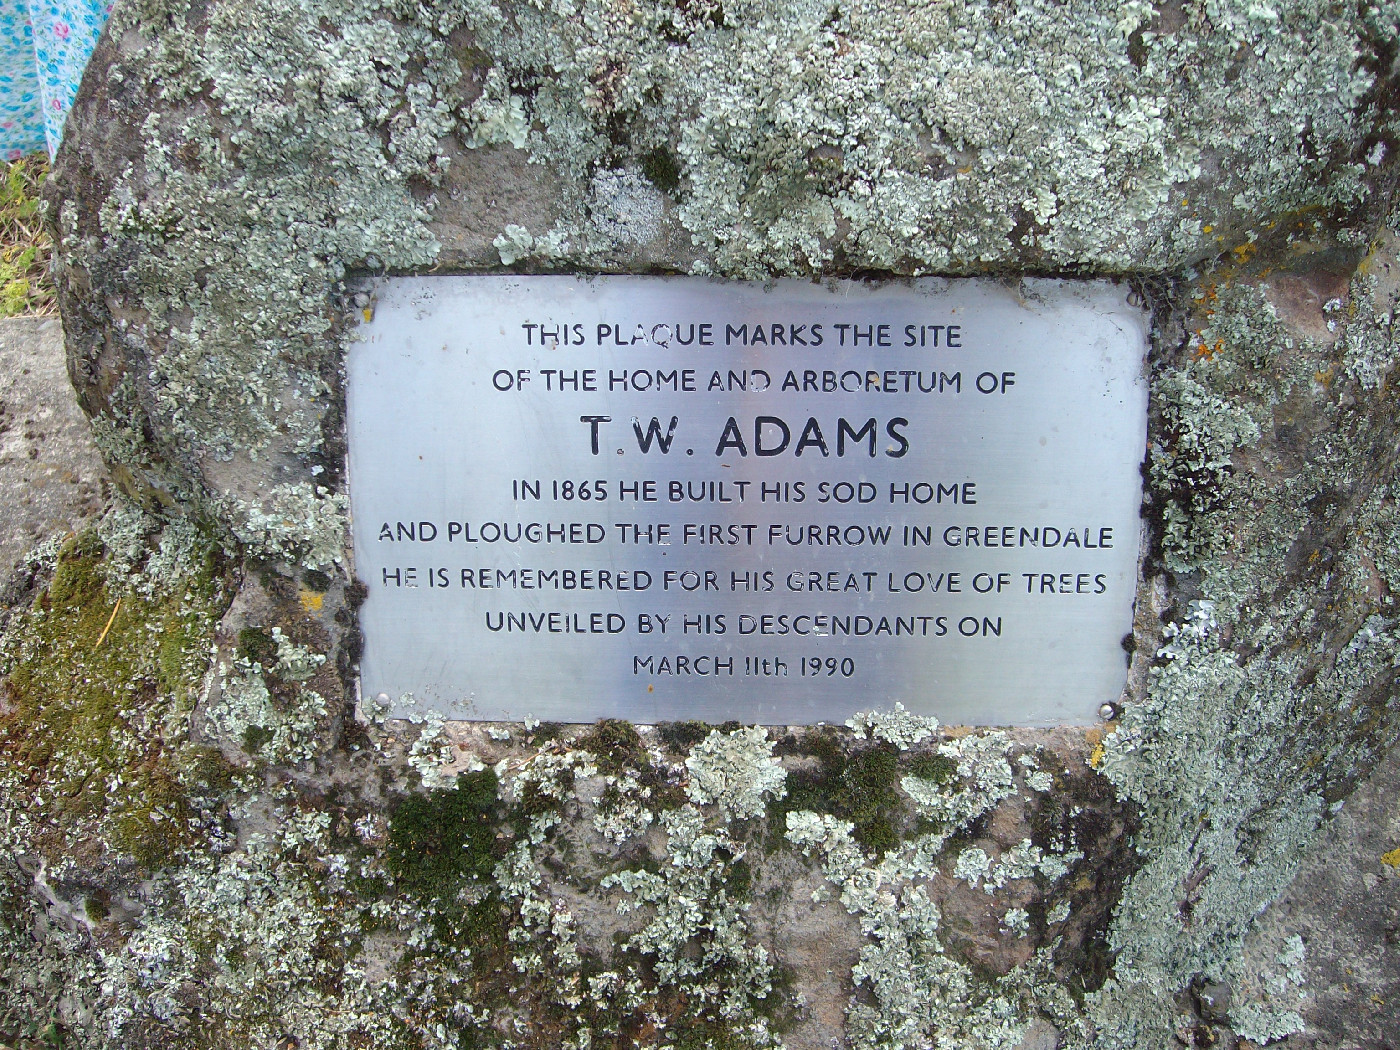 THIS PLAQUE MARKS THE SITE
OF THE HOME AND ARBORETUM OF
T.W. ADAMS
IN 1865 HE BUILT HIS SOD HOME
AND PLOUGHED THE FIRST FURROW IN GREENDALE
HE IS REMEMBERED FOR HIS GREAT LOVE OF TREES
UNVEILED BY HIS DESCENDANTS ON
MARCH 11th 1990